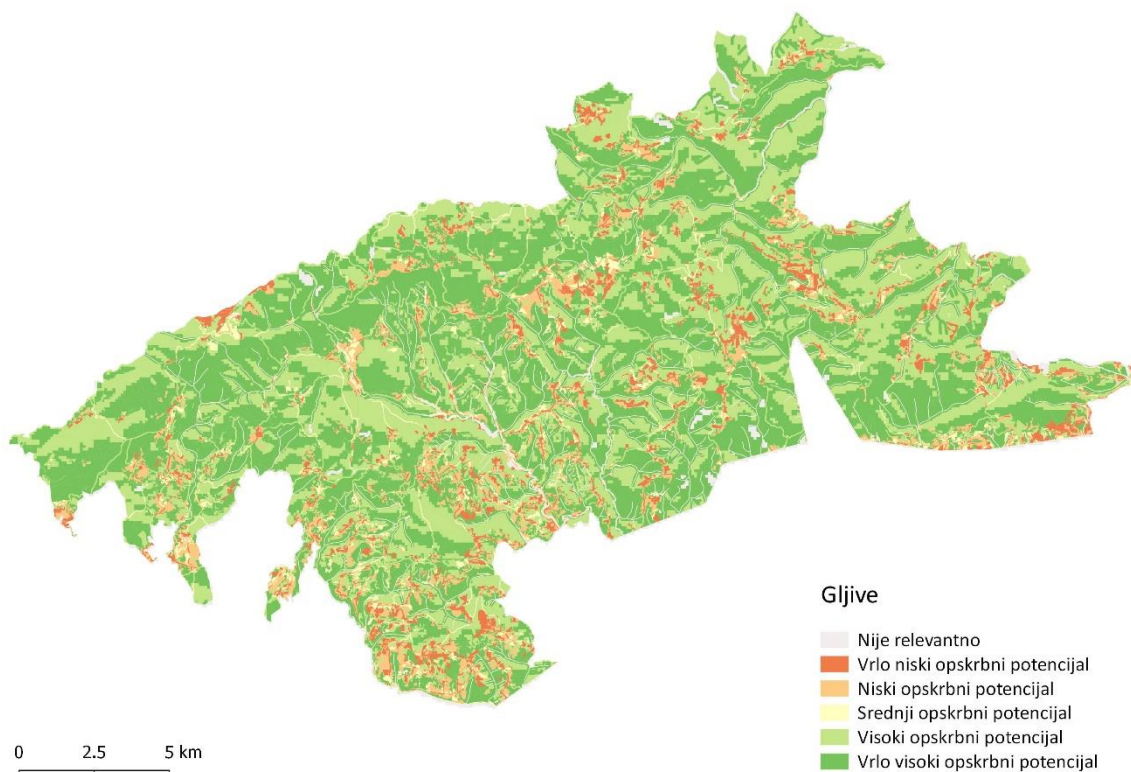 Gljive
Nije relevantno
Vrlo niski opskrbni potencijal
Niski opskrbni potencijal
Srednji opskrbni potencijal
Visoki opskrbni potencijal
Vrlo visoki opskrbni potencijal
0 2.5 5 km